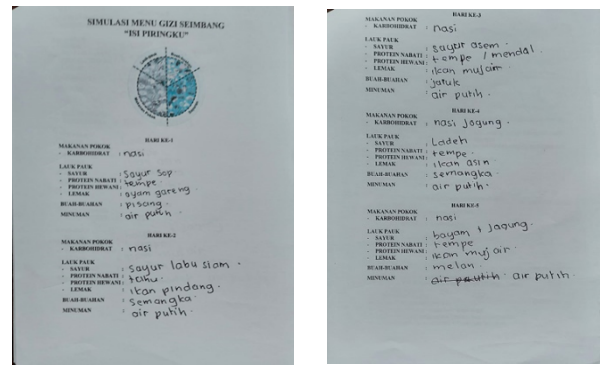 SIMULASI MENU GIZI SEIMBANG
"ISI PIRINGKU"
HARI KE-1
MAKANAN POKOK
- KARBOHIDRAT : nasi
LAUK PAUK
- SAYUR : Sayur Sop
- PROTEIN NABATI : tempe
- PROTEIN HEWANI : ayam goreng
- LEMAK :
BUAH-BUAHAN : pisang
MINUMAN : air putih
HARI KE-2
MAKANAN POKOK
- KARBOHIDRAT : nasi
LAUK PAUK
- SAYUR : Sayur labu siam
- PROTEIN NABATI : tahu
- PROTEIN HEWANI : ikan pindang
- LEMAK :
BUAH-BUAHAN : Semangka
MINUMAN : air putih
HARI KE-3
MAKANAN POKOK
- KARBOHIDRAT : nasi
LAUK PAUK
- SAYUR : Sayur asem
- PROTEIN NABATI : tempe / mendal
- PROTEIN HEWANI : ikan mujair
- LEMAK :
BUAH-BUAHAN : jeruk
MINUMAN : air putih
HARI KE-4
MAKANAN POKOK
- KARBOHIDRAT : nasi jagung
LAUK PAUK
- SAYUR : Ladeh
- PROTEIN NABATI : tempe
- PROTEIN HEWANI : ikan asin
- LEMAK :
BUAH-BUAHAN : semangka
MINUMAN : air putih
HARI KE-5
MAKANAN POKOK
- KARBOHIDRAT : nasi
LAUK PAUK
- SAYUR : bayam + Jagung
- PROTEIN NABATI : tempe
- PROTEIN HEWANI : ikan mujair
- LEMAK :
BUAH-BUAHAN : melon
MINUMAN : air putih